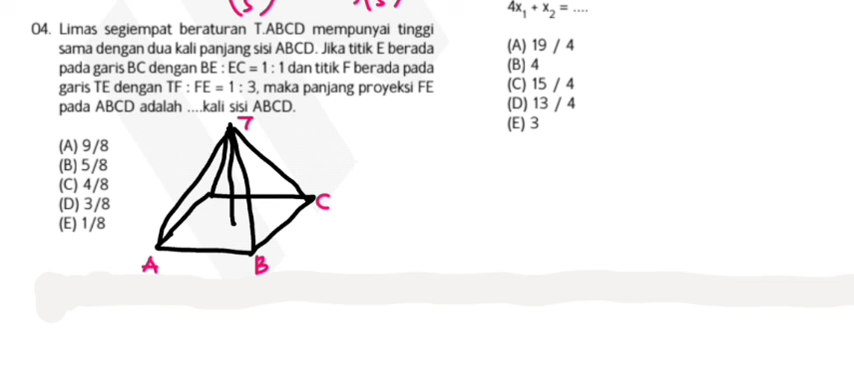 (5)
04. Limas segiempat beraturan T.ABCD mempunyai tinggi
sama dengan dua kali panjang sisi ABCD. Jika titik E berada
pada garis BC dengan BE : EC = 1 : 1 dan titik F berada pada
garis TE dengan TF : FE = 1 : 3, maka panjang proyeksi FE
pada ABCD adalah ....kali sisi ABCD.
(A) 9/8
(B) 5/8
(C) 4/8
(D) 3/8
(E) 1/8
T
C
A
B
4x₁ + x₂ = ....
(A) 19 / 4
(B) 4
(C) 15 / 4
(D) 13 / 4
(E) 3